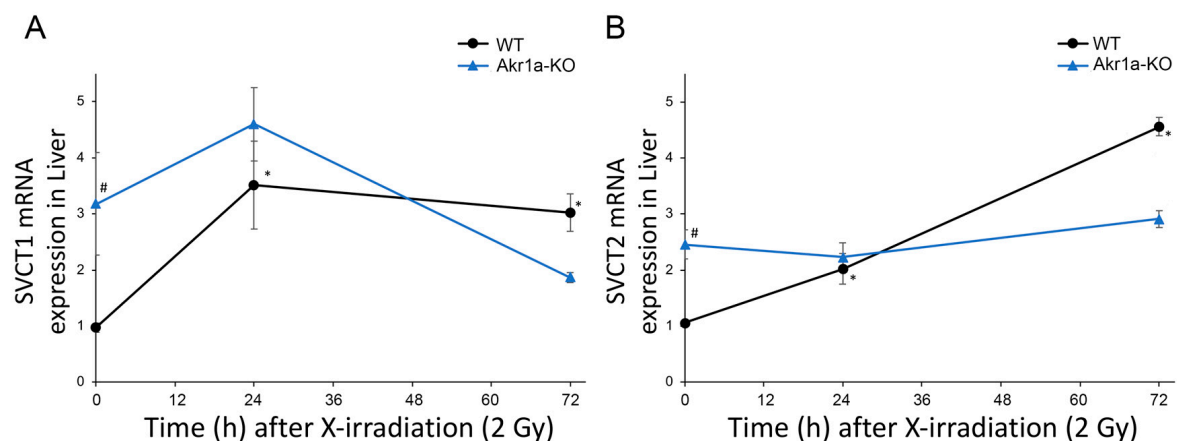 A
WT
Akr1a-KO
SVCT1 mRNA
expression in Liver
5
4
3
2
1
0
#
*
*
0 12 24 36 48 60 72
Time (h) after X-irradiation (2 Gy)
B
WT
Akr1a-KO
SVCT2 mRNA
expression in Liver
5
4
3
2
1
0
#
*
*
0 12 24 36 48 60 72
Time (h) after X-irradiation (2 Gy)